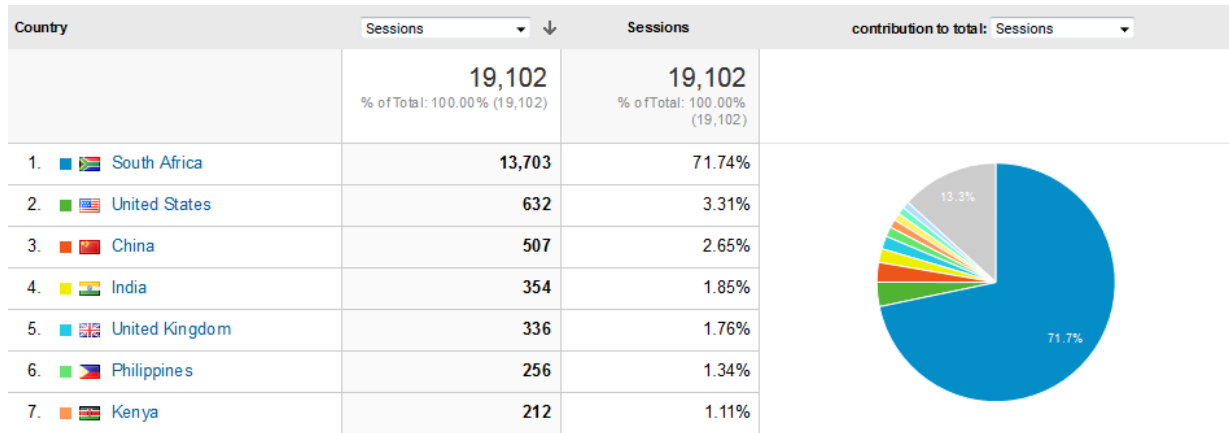 Country Sessions Sessions contribution to total: Sessions
19,102 19,102
% of Total: 100.00% (19,102) % of Total: 100.00%
(19,102)
1. South Africa 13,703 71.74%
2. United States 632 3.31%
3. China 507 2.65%
4. India 354 1.85%
5. United Kingdom 336 1.76%
6. Philippines 256 1.34%
7. Kenya 212 1.11%
13.3%
71.7%